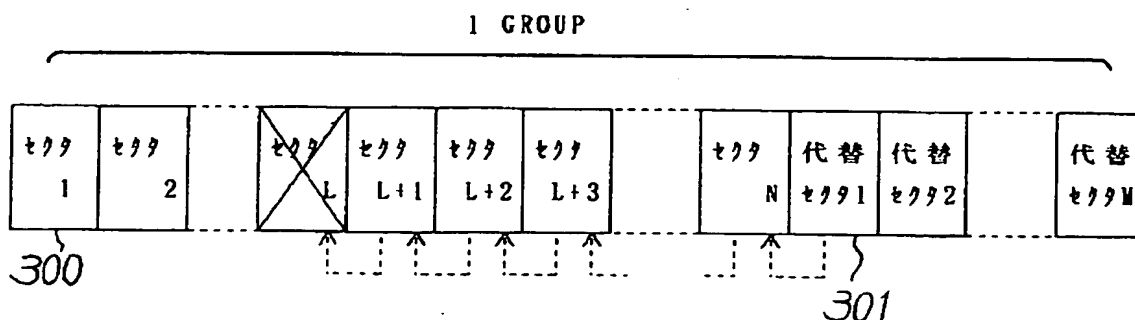 1 GROUP
セクタ
1
セクタ
2
セクタ
L
セクタ
L+1
セクタ
L+2
セクタ
L+3
セクタ
N
代替
セクタ1
代替
セクタ2
代替
セクタM
300
301